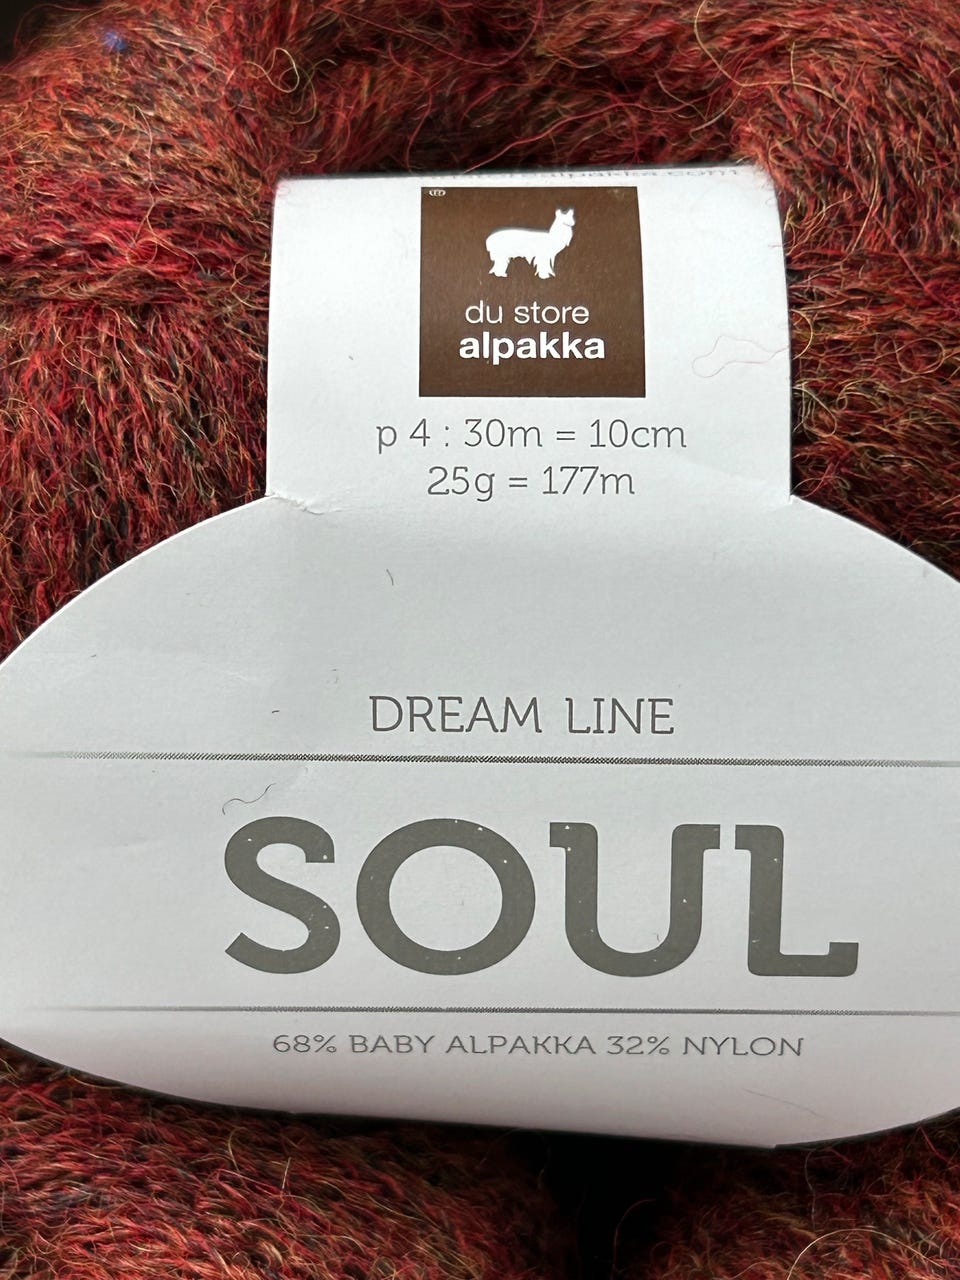 du store
alpakka
p 4 : 30m = 10cm
25g = 177m
DREAM LINE
SOUL
68% BABY ALPAKKA 32% NYLON